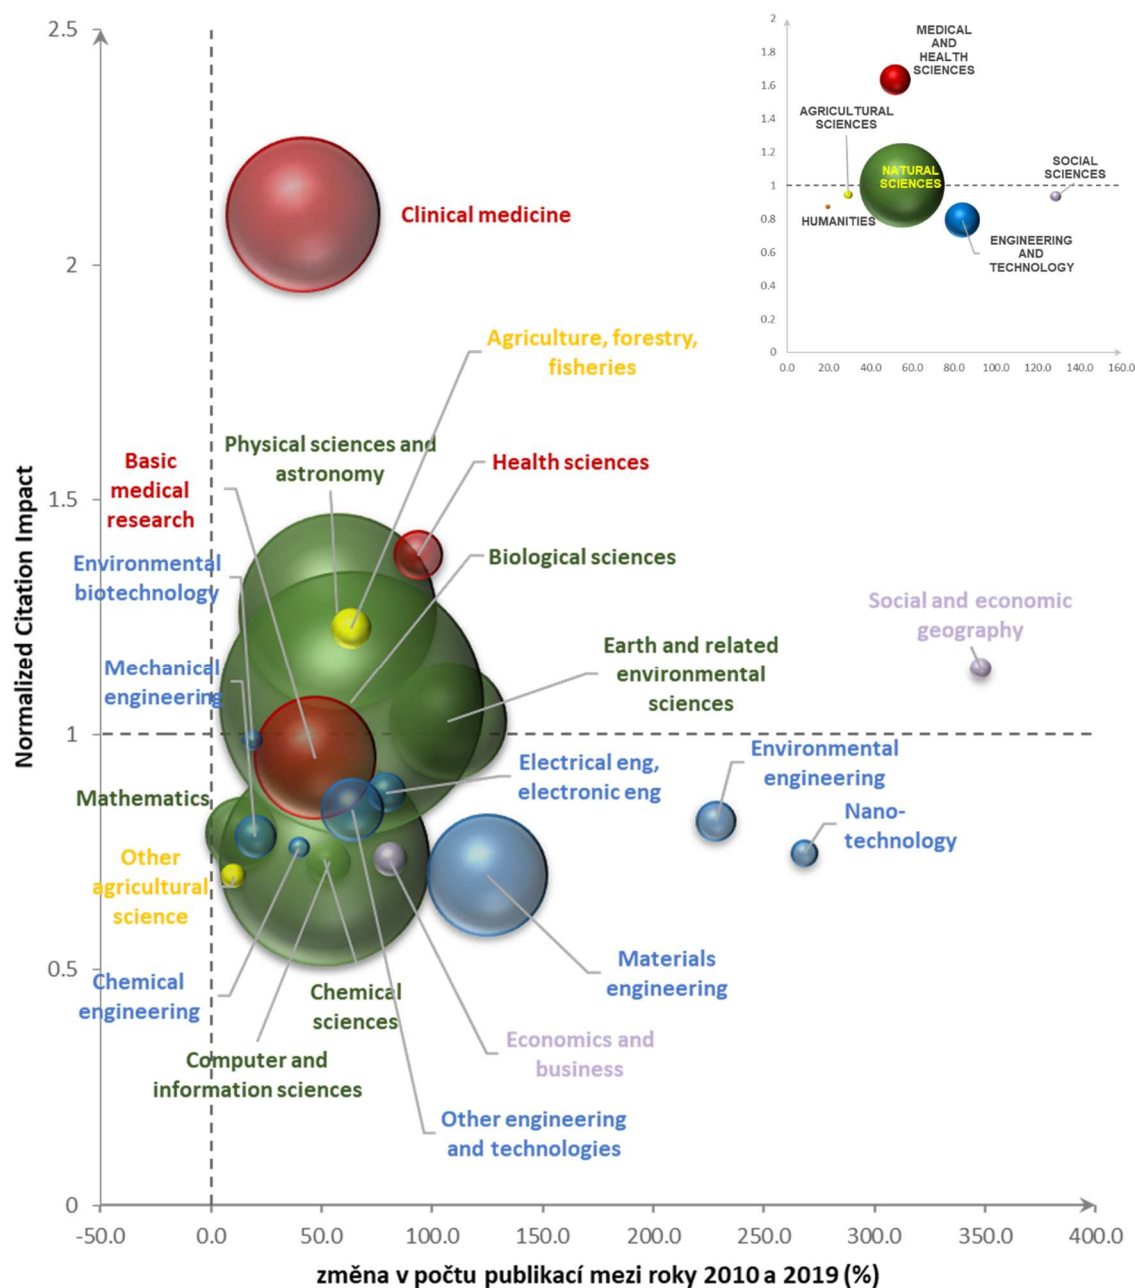 2.5
2
1.5
1
0.5
0
-50.0
0.0
50.0
100.0
150.0
200.0
250.0
300.0
350.0
400.0
Normalized Citation Impact
změna v počtu publikací mezi roky 2010 a 2019 (%)
Clinical medicine
Agriculture, forestry,
fisheries
Physical sciences and
astronomy
Basic
medical
research
Health sciences
Environmental
biotechnology
Biological sciences
Social and economic
geography
Earth and related
environmental
sciences
Mechanical
engineering
Electrical eng,
electronic eng
Environmental
engineering
Mathematics
Nano-
technology
Other
agricultural
science
Materials
engineering
Chemical
engineering
Chemical
sciences
Economics and
business
Computer and
information sciences
Other engineering
and technologies
2
1.8
1.6
1.4
1.2
1
0.8
0.6
0.4
0.2
0
0.0
20.0
40.0
60.0
80.0
100.0
120.0
140.0
160.0
MEDICAL
AND
HEALTH
SCIENCES
AGRICULTURAL
SCIENCES
NATURAL
SCIENCES
SOCIAL
SCIENCES
HUMANITIES
ENGINEERING
AND
TECHNOLOGY